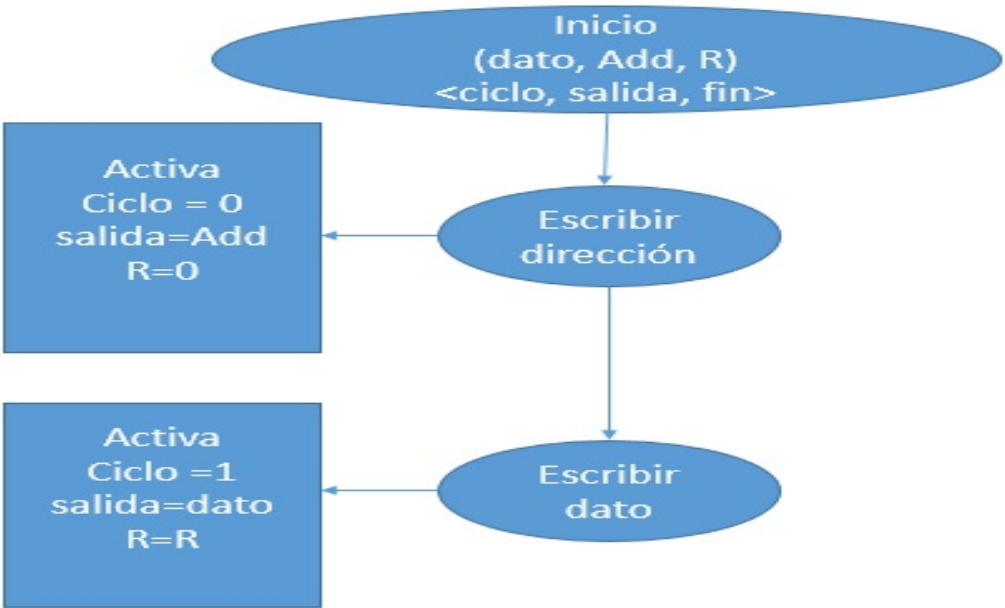 Inicio
(dato, Add, R)
<ciclo, salida, fin>
Activa
Ciclo = 0
salida=Add
R=0
Escribir
dirección
Activa
Ciclo =1
salida=dato
R=R
Escribir
dato